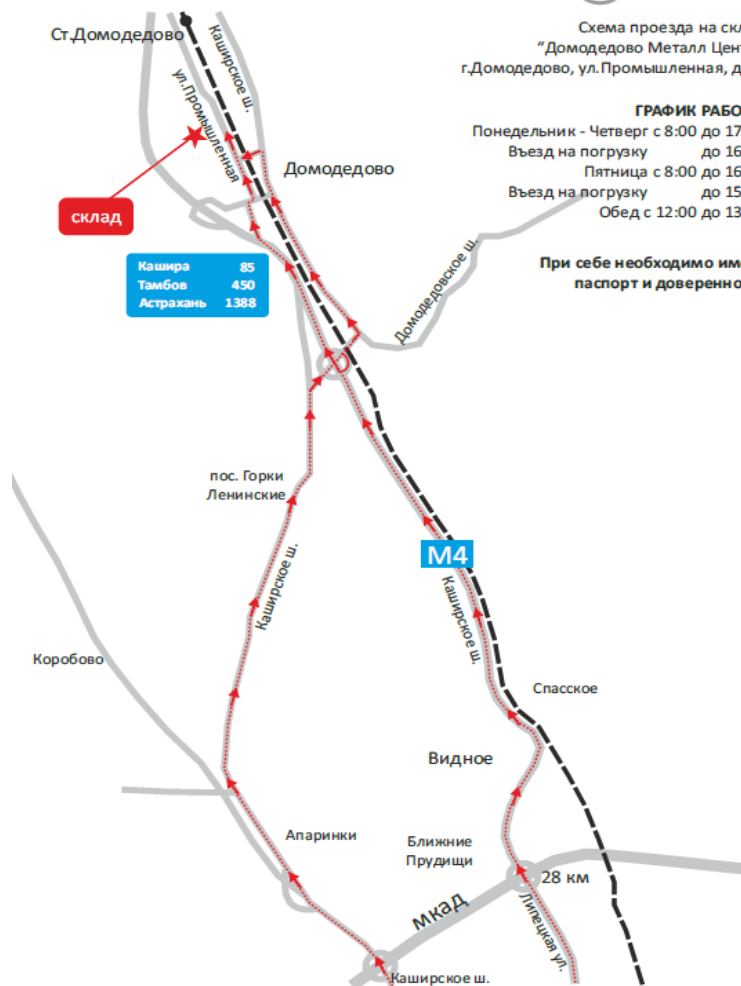 Схема проезда на скл
“Домодедово Металл Цент
г.Домодедово, ул.Промышленная, д
ГРАФИК РАБО
Понедельник - Четверг с 8:00 до 17
Въезд на погрузку до 16
Пятница с 8:00 до 16
Въезд на погрузку до 15
Обед с 12:00 до 13
При себе необходимо име
паспорт и доверенно
Ст.Домодедово
Каширское ш.
ул.Промышленная
Домодедово
склад
Кашира 85
Тамбов 450
Астрахань 1388
Домодедовское ш.
пос. Горки
Ленинские
М4
Каширское ш.
Каширское ш.
Коробово
Спасское
Видное
Апаринки
Ближние
Прудищи
28 км
мкад
Липецкая ул.
Каширское ш.